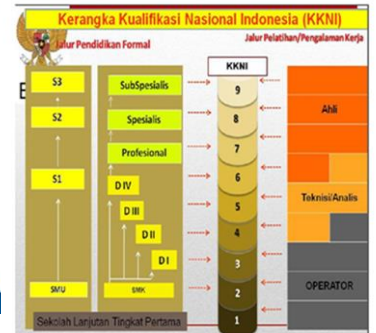 Kerangka Kualifikasi Nasional Indonesia (KKNI)
Jalur Pendidikan Formal
Jalur Pelatihan/Pengalaman Kerja
KKNI
S3
S2
S1
SMU
SubSpesialis
Spesialis
Profesional
D IV
D III
D II
D I
SMK
Sekolah Lanjutan Tingkat Pertama
9
8
7
6
5
4
3
2
1
Ahli
Teknisi/Analis
OPERATOR